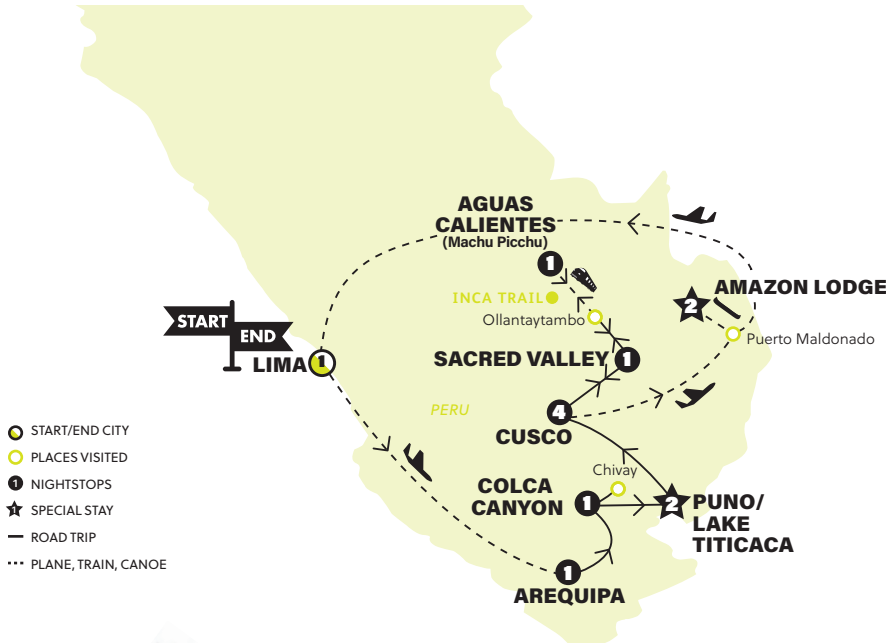 AGUAS
CALIENTES
(Machu Picchu)
1
INCA TRAIL
Ollantaytambo
2
AMAZON LODGE
Puerto Maldonado
START
END
LIMA
1
SACRED VALLEY
1
PERU
4
CUSCO
Chivay
COLCA
CANYON
1
2
PUNO/
LAKE
TITICACA
1
AREQUIPA
START/END CITY
PLACES VISITED
1 NIGHTSTOPS
1 SPECIAL STAY
ROAD TRIP
PLANE, TRAIN, CANOE